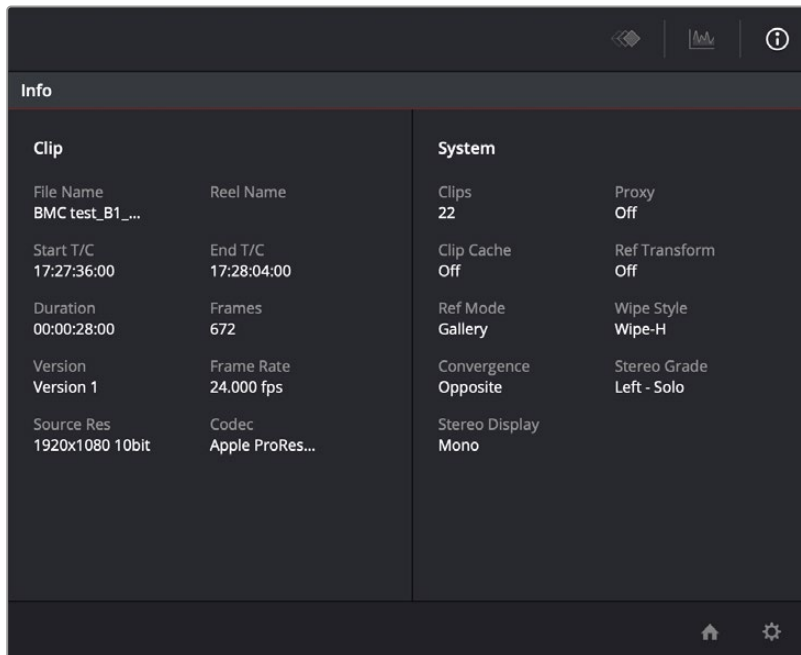 Info
Clip
File Name
BMC test_B1_...
Reel Name
Start T/C
17:27:36:00
End T/C
17:28:04:00
Duration
00:00:28:00
Frames
672
Version
Version 1
Frame Rate
24.000 fps
Source Res
1920x1080 10bit
Codec
Apple ProRes...
System
Clips
22
Proxy
Off
Clip Cache
Off
Ref Transform
Off
Ref Mode
Gallery
Wipe Style
Wipe-H
Convergence
Opposite
Stereo Grade
Left - Solo
Stereo Display
Mono